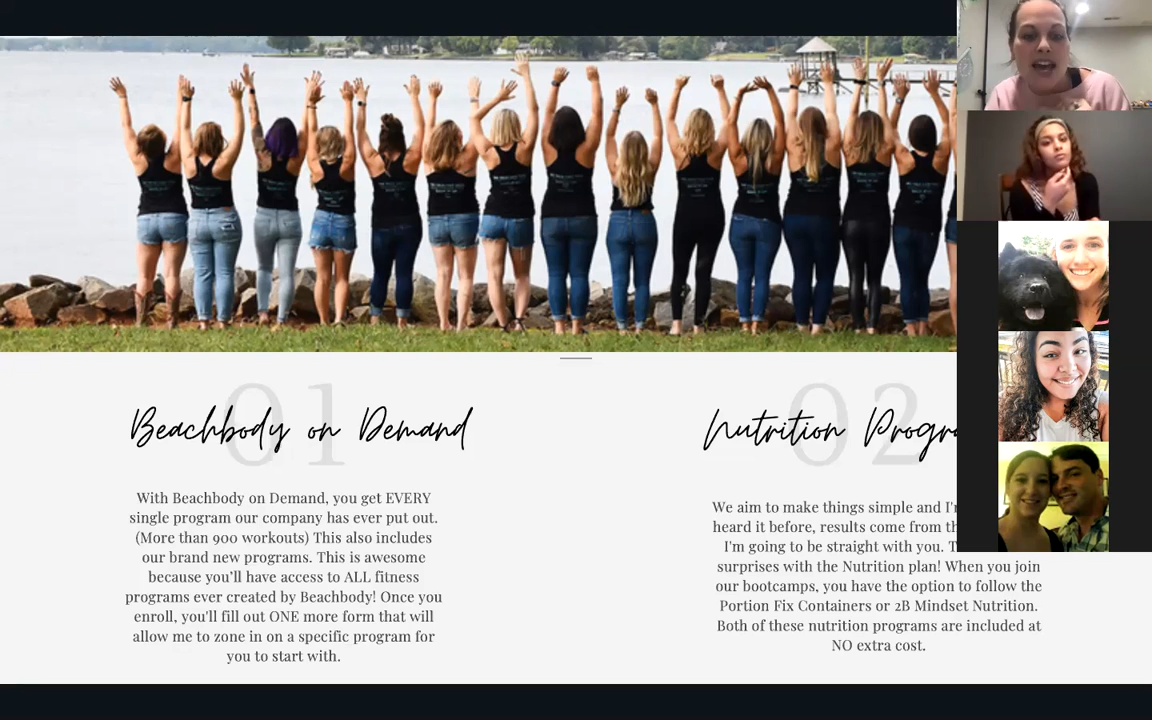 01
Beachbody on Demand
With Beachbody on Demand, you get EVERY
single program our company has ever put out.
(More than 900 workouts) This also includes
our brand new programs. This is awesome
because you'll have access to ALL fitness
programs ever created by Beachbody! Once you
enroll, you'll fill out ONE more form that will
allow me to zone in on a specific program for
you to start with.
02
Nutrition
We aim to make things simple and
heard it before, results come from
I'm going to be straight with you.
surprises with the Nutrition plan! When you join
our bootcamps, you have the option to follow the
Portion Fix Containers or 2B Mindset Nutrition.
Both of these nutrition programs are included at
NO extra cost.